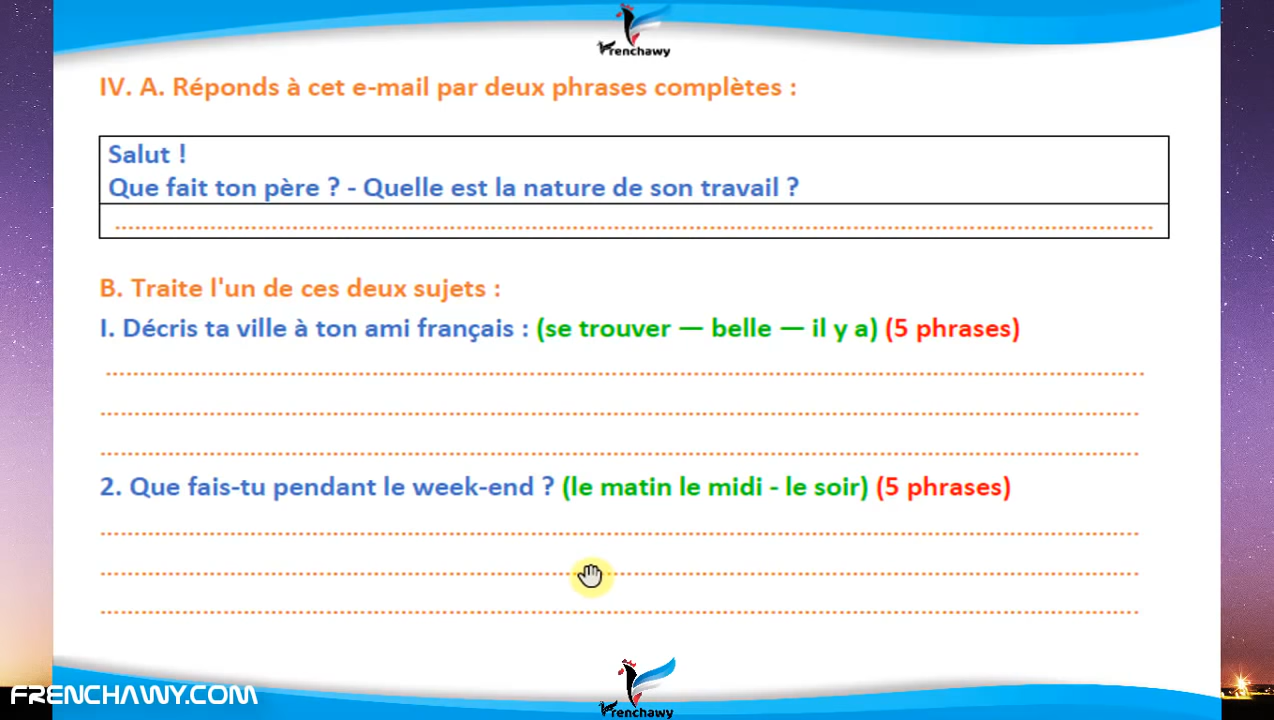 Frenchawy
IV. A. Réponds à cet e-mail par deux phrases complètes :
Salut !
Que fait ton père ? - Quelle est la nature de son travail ?
B. Traite l'un de ces deux sujets :
I. Décris ta ville à ton ami français : (se trouver — belle — il y a) (5 phrases)
2. Que fais-tu pendant le week-end ? (le matin le midi - le soir) (5 phrases)
FRENCHAWY.COM
Frenchawy